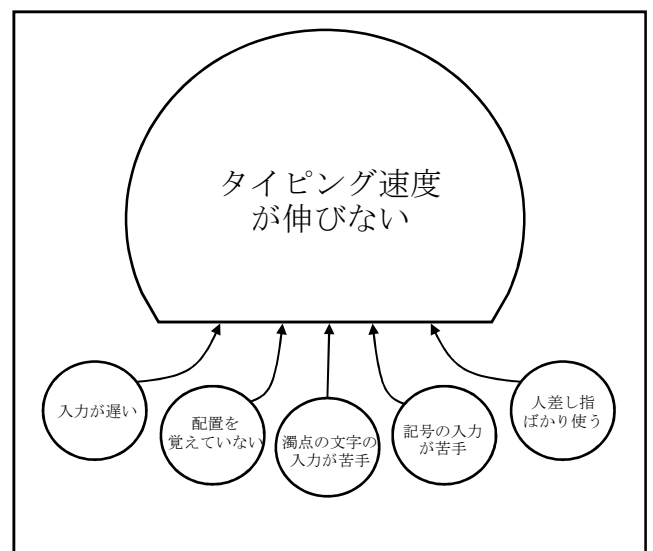 タイピング速度
が伸びない
入力が遅い
配置を
覚えていない
濁点の文字の
入力が苦手
記号の入力
が苦手
人差し指
ばかり使う